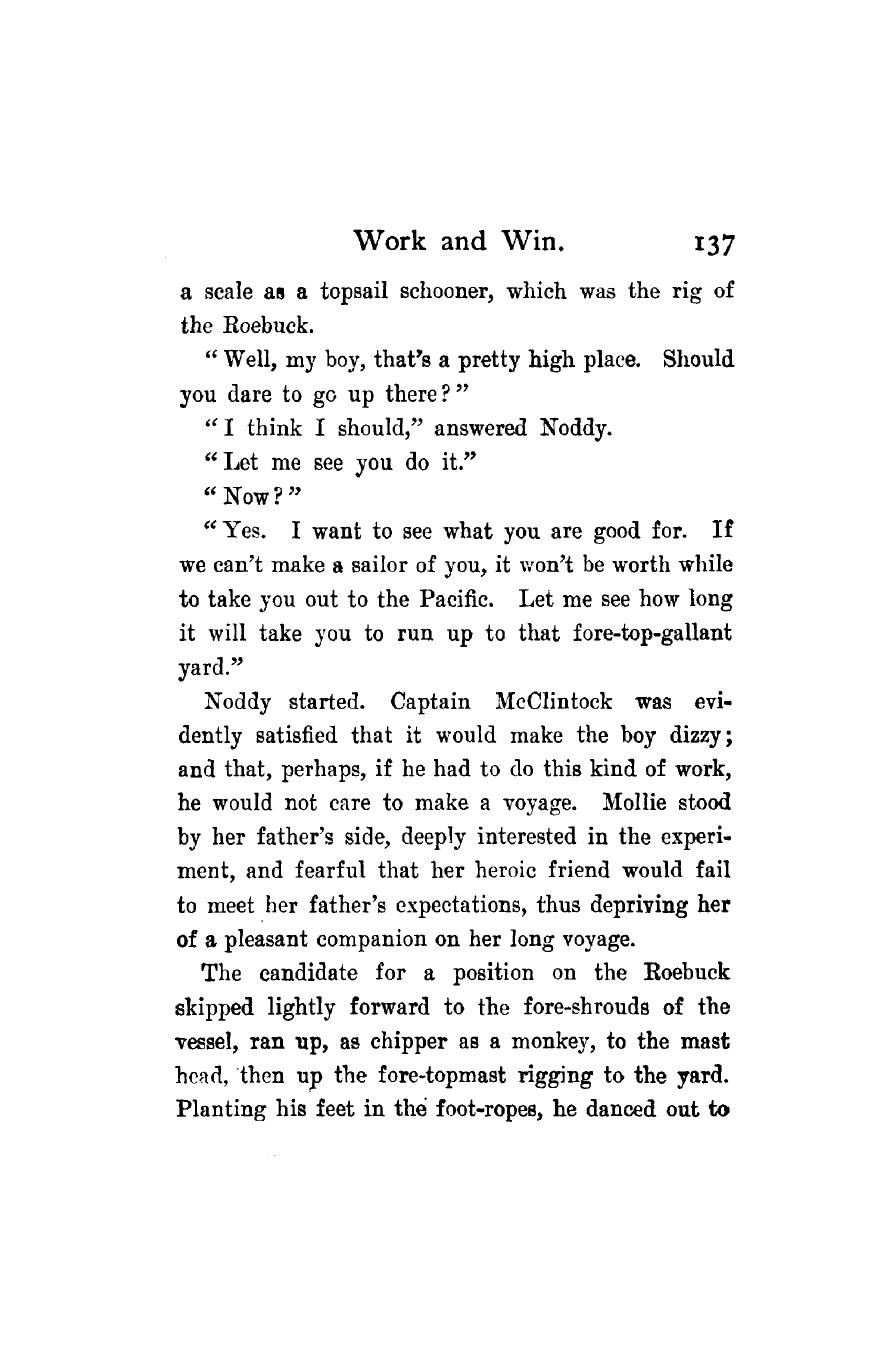 Work and Win. 137
a scale as a topsail schooner, which was the rig of
the Roebuck.
“Well, my boy, that’s a pretty high place. Should
you dare to go up there?”
“I think I should,” answered Noddy.
“Let me see you do it.”
“Now?”
“Yes. I want to see what you are good for. If
we can’t make a sailor of you, it won’t be worth while
to take you out to the Pacific. Let me see how long
it will take you to run up to that fore-top-gallant
yard.”
Noddy started. Captain McClintock was evi-
dently satisfied that it would make the boy dizzy;
and that, perhaps, if he had to do this kind of work,
he would not care to make a voyage. Mollie stood
by her father’s side, deeply interested in the experi-
ment, and fearful that her heroic friend would fail
to meet her father’s expectations, thus depriving her
of a pleasant companion on her long voyage.
The candidate for a position on the Roebuck
skipped lightly forward to the fore-shrouds of the
vessel, ran up, as chipper as a monkey, to the mast
head, then up the fore-topmast rigging to the yard.
Planting his feet in the foot-ropes, he danced out to